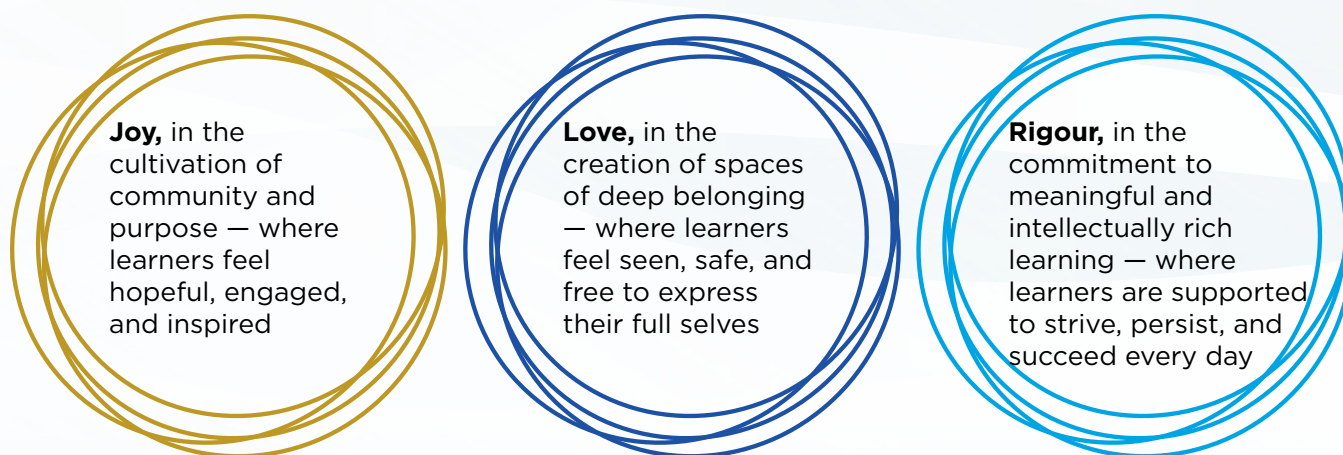 Joy, in the
cultivation of
community and
purpose — where
learners feel
hopeful, engaged,
and inspired
Love, in the
creation of spaces
of deep belonging
— where learners
feel seen, safe, and
free to express
their full selves
Rigour, in the
commitment to
meaningful and
intellectually rich
learning — where
learners are supported
to strive, persist, and
succeed every day